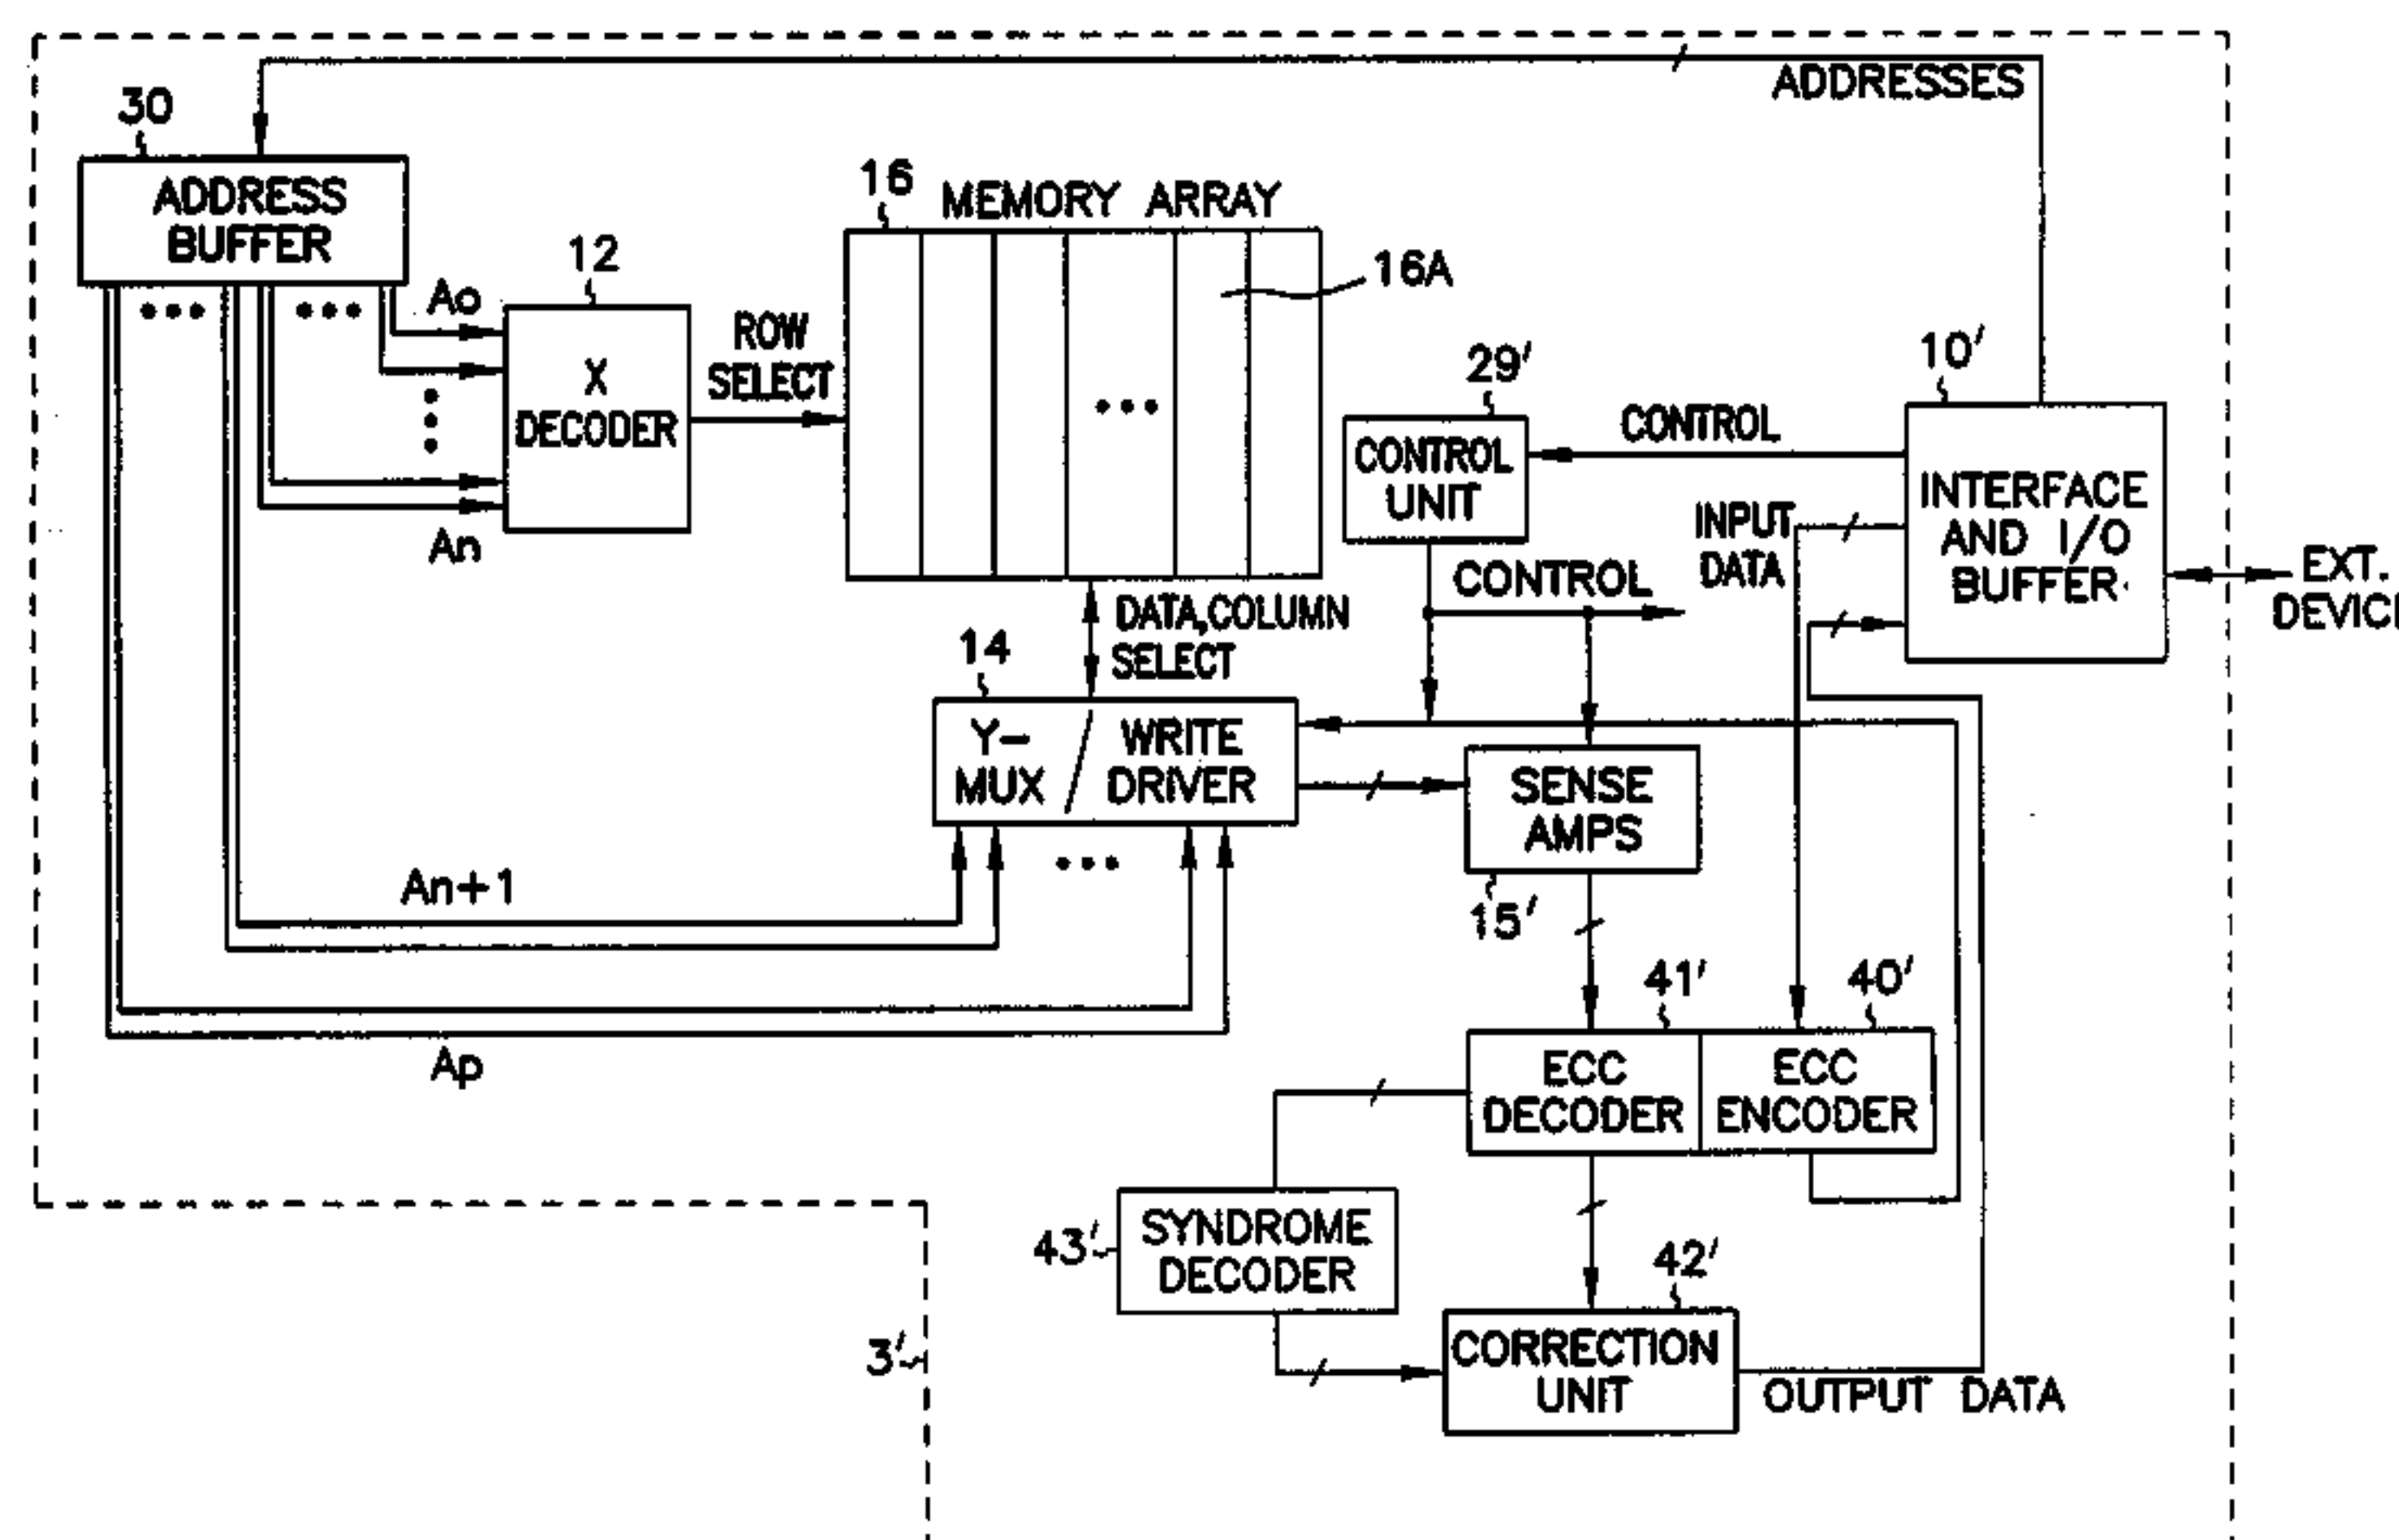 ADDRESSES
30
ADDRESS
BUFFER
16
MEMORY ARRAY
16A
12
Ao
ROW
SELECT
X
DECODER
An
29'
10'
CONTROL
CONTROL
UNIT
INTERFACE
AND I/O
BUFFER
INPUT
DATA
CONTROL
EXT.
DEVIC
DATA,COLUMN
SELECT
14
Y-
MUX
WRITE
DRIVER
SENSE
AMPS
15'
An+1
Ap
41'
40'
ECC
DECODER
ECC
ENCODER
43'
SYNDROME
DECODER
42'
3'
CORRECTION
UNIT
OUTPUT DATA